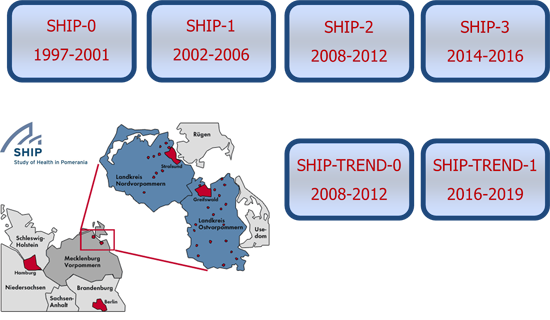 SHIP-0
1997-2001
SHIP-1
2002-2006
SHIP-2
2008-2012
SHIP-3
2014-2016
SHIP
Study of Health in Pomerania
Rügen
Stralsund
Landkreis
Nordvorpommern
Greifswald
Landkreis
Ostvorpommern
Use-
dom
SHIP-TREND-0
2008-2012
SHIP-TREND-1
2016-2019
Schleswig-
Holstein
Hamburg
Mecklenburg
Vorpommern
Niedersachsen
Sachsen-
Anhalt
Brandenburg
Berlin